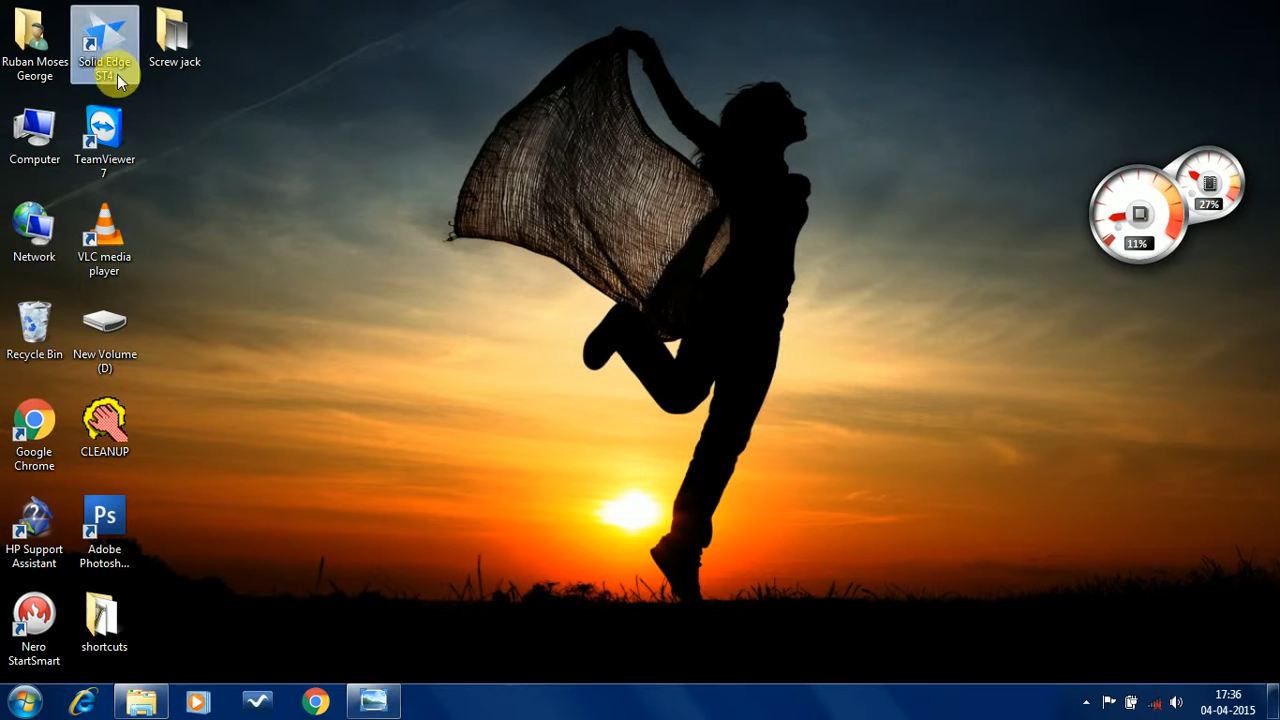 Ruban Moses
George
Solid Edge
ST4
Screw jack
Computer
TeamViewer
7
Network
VLC media
player
Recycle Bin
New Volume
(D)
Google
Chrome
CLEANUP
HP Support
Assistant
Ps
Adobe
Photosh...
Nero
StartSmart
shortcuts
27%
11%
17:36
04-04-2015